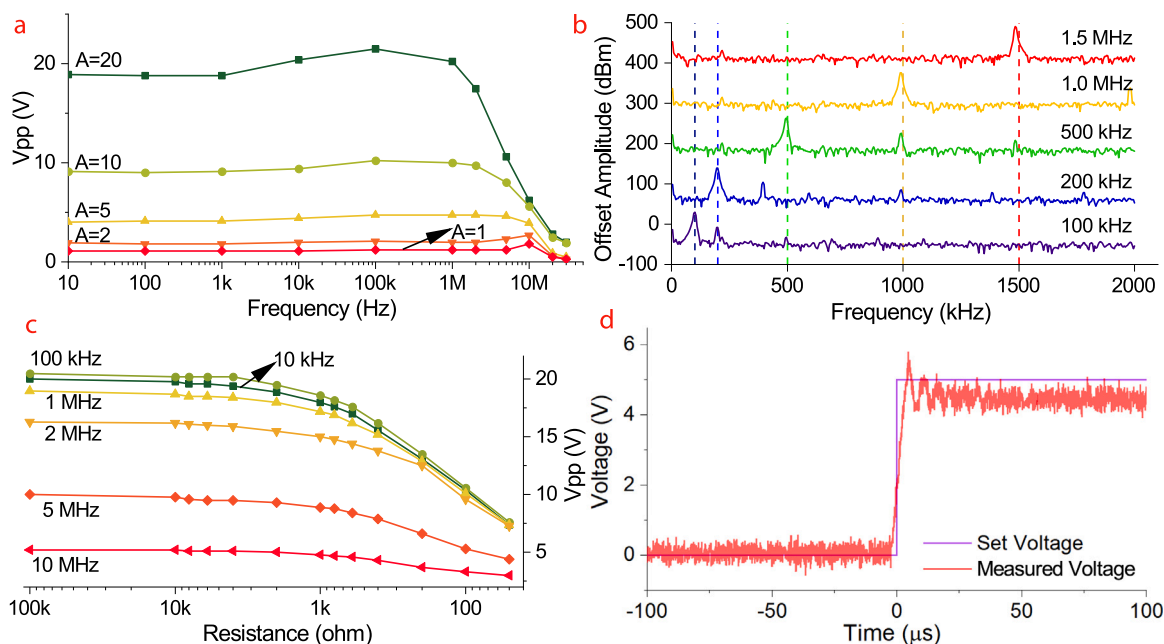 a
Vpp (V)
20
10
0
A=20
A=10
A=5
A=2
A=1
10 100 1k 10k 100k 1M 10M
Frequency (Hz)
b
Offset Amplitude (dBm)
500
400
300
200
100
0
-100
1.5 MHz
1.0 MHz
500 kHz
200 kHz
100 kHz
0 500 1000 1500 2000
Frequency (kHz)
c
100 kHz
10 kHz
1 MHz
2 MHz
5 MHz
10 MHz
20
15
10
5
Vpp (V)
100k 10k 1k 100
Resistance (ohm)
d
Voltage (V)
6
4
2
0
Set Voltage
Measured Voltage
-100 -50 0 50 100
Time (μs)